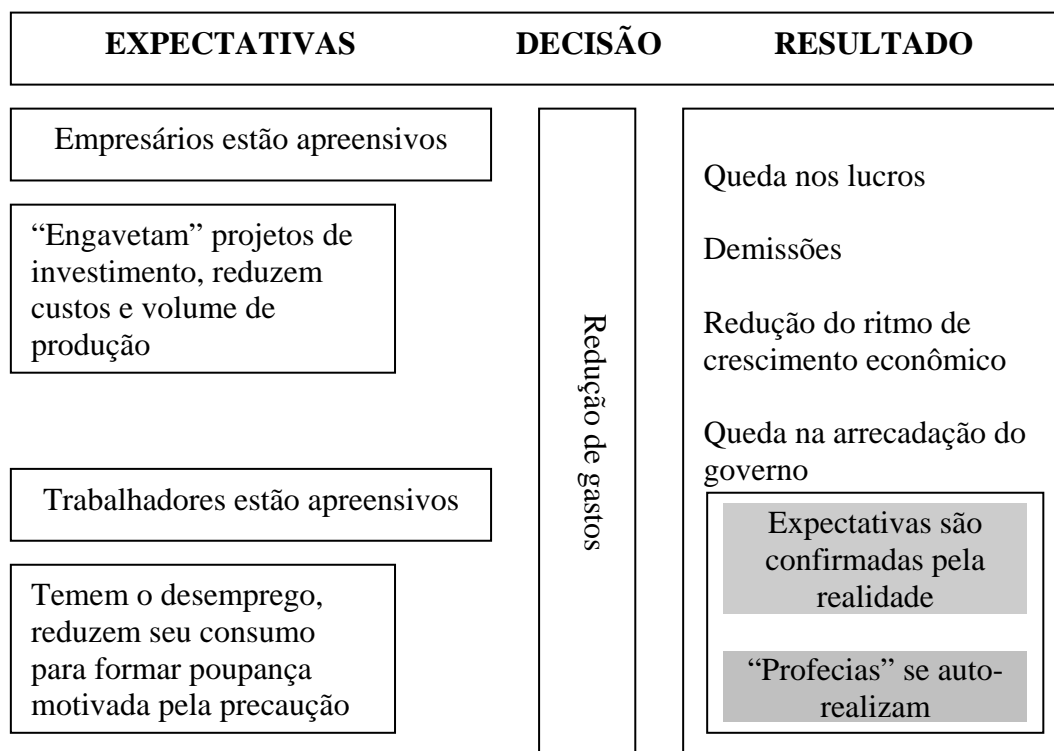 EXPECTATIVAS DECISÃO RESULTADO
Empresários estão apreensivos
“Engavetam” projetos de
investimento, reduzem
custos e volume de
produção
Trabalhadores estão apreensivos
Temem o desemprego,
reduzem seu consumo
para formar poupança
motivada pela precaução
Redução de gastos
Queda nos lucros
Demissões
Redução do ritmo de
crescimento econômico
Queda na arrecadação do
governo
Expectativas são
confirmadas pela
realidade
“Profecias” se auto-
realizam